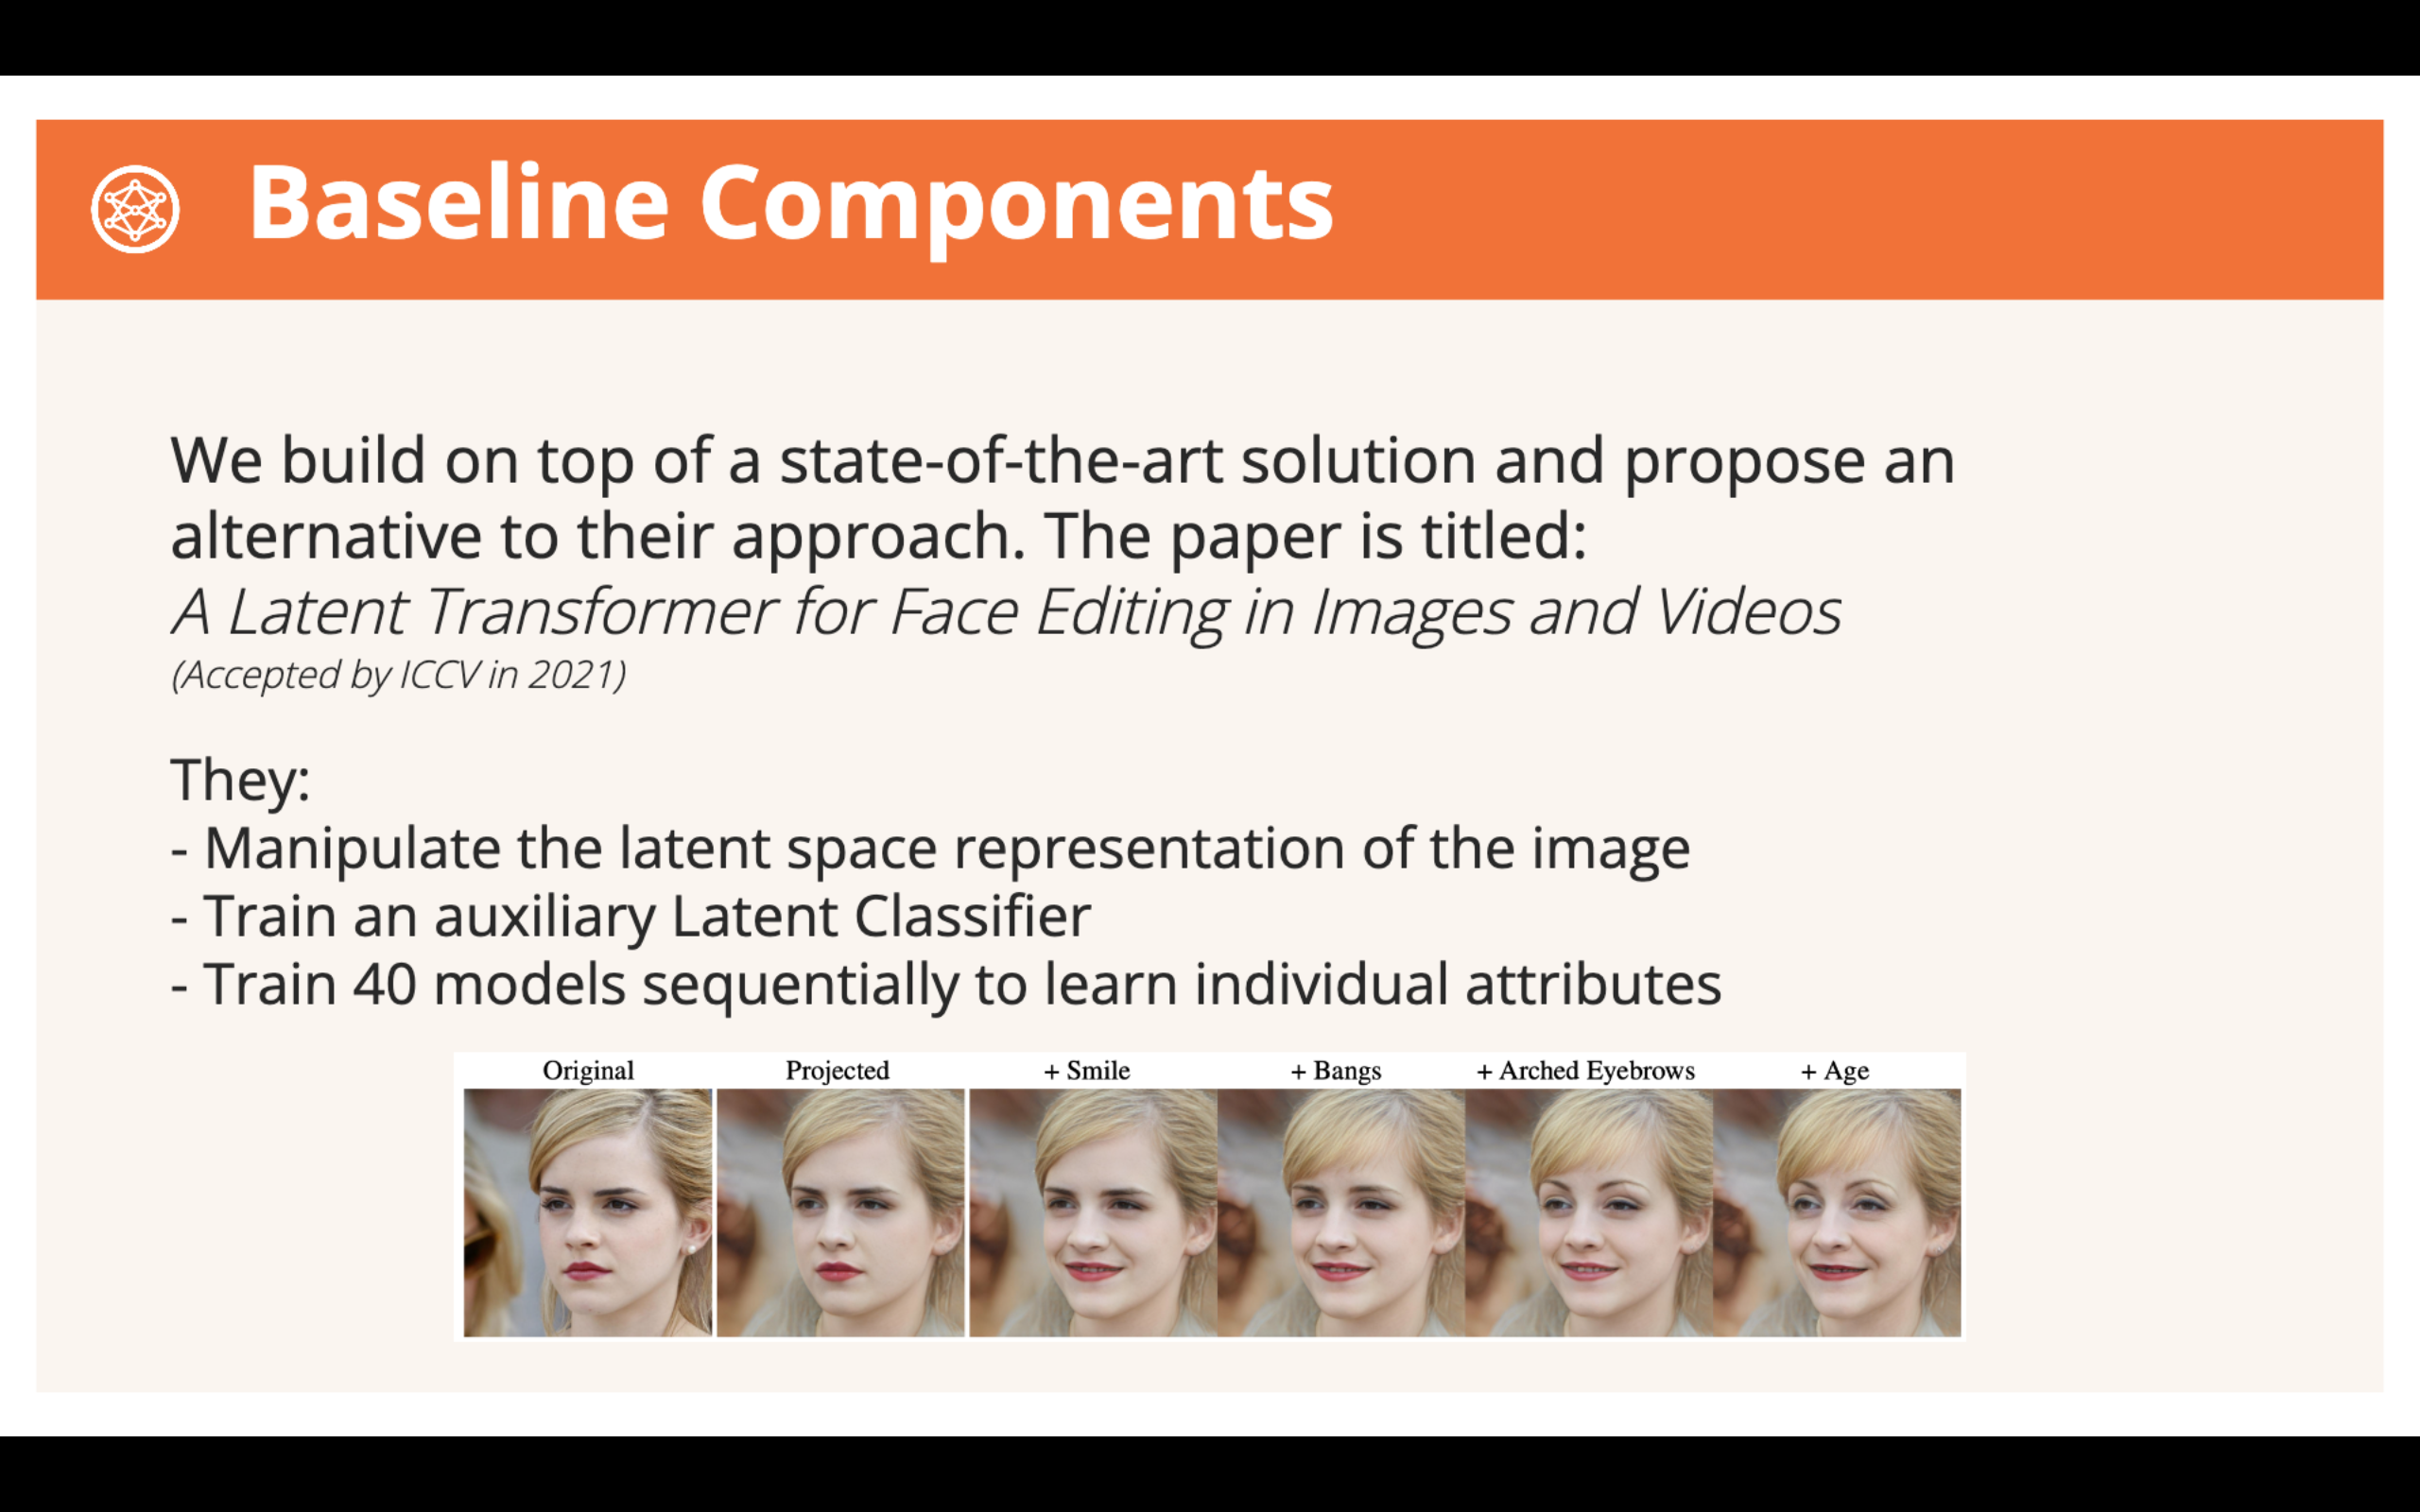 Baseline Components
We build on top of a state-of-the-art solution and propose an
alternative to their approach. The paper is titled:
A Latent Transformer for Face Editing in Images and Videos
(Accepted by ICCV in 2021)
They:
- Manipulate the latent space representation of the image
- Train an auxiliary Latent Classifier
- Train 40 models sequentially to learn individual attributes
Original Projected + Smile + Bangs + Arched Eyebrows + Age